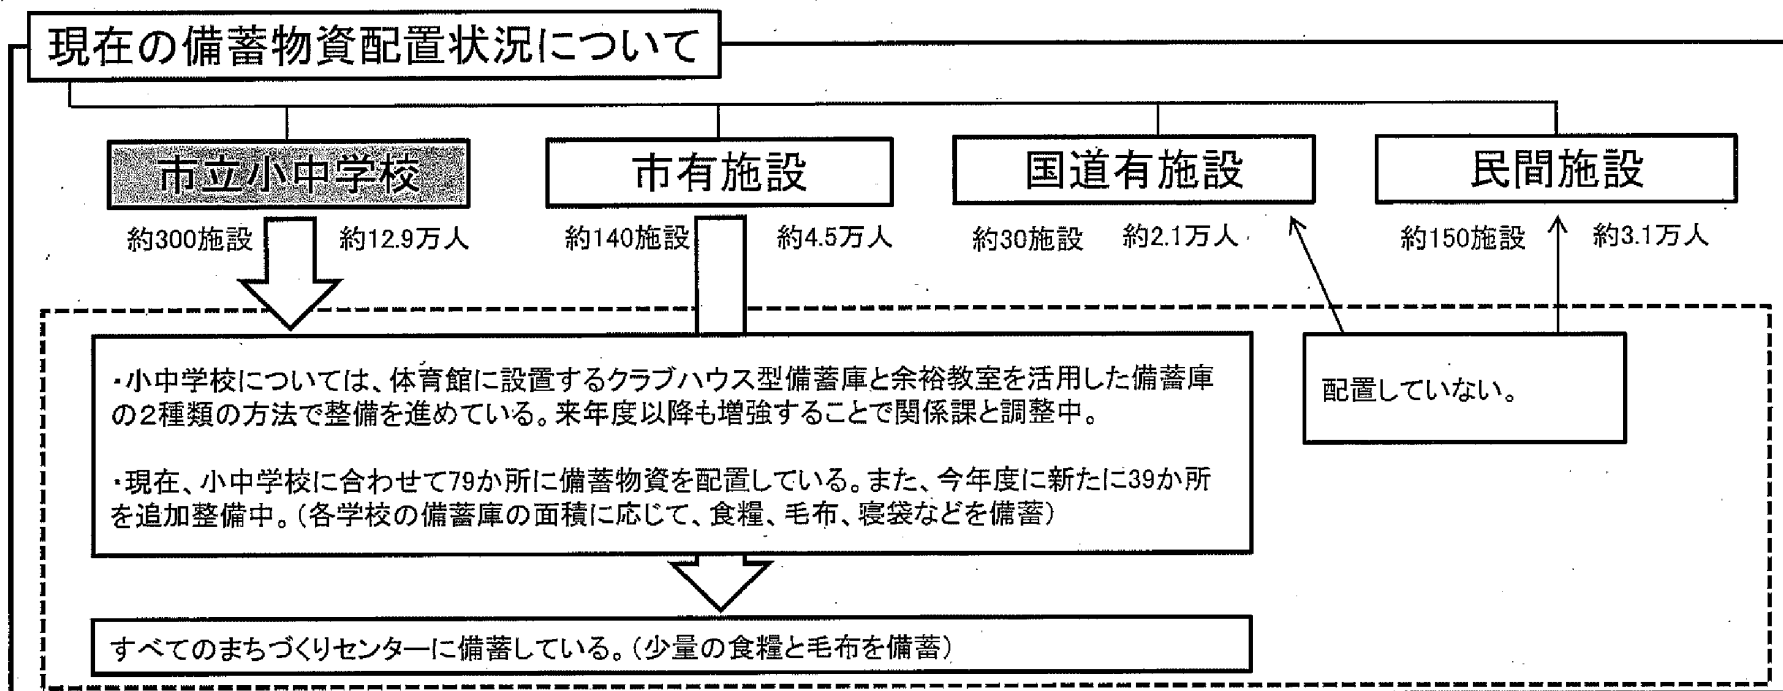 現在の備蓄物資配置状況について
市立小中学校
市有施設
国道有施設
民間施設
約300施設
約12.9万人
約140施設
約4.5万人
約30施設
約2.1万人
約150施設
約3.1万人
・小中学校については、体育館に設置するクラブハウス型備蓄庫と余裕教室を活用した備蓄庫
の2種類の方法で整備を進めている。来年度以降も増強することで関係課と調整中。
・現在、小中学校に合わせて79か所に備蓄物資を配置している。また、今年度に新たに39か所
を追加整備中。(各学校の備蓄庫の面積に応じて、食糧、毛布、寝袋などを備蓄)
配置していない。
すべてのまちづくりセンターに備蓄している。(少量の食糧と毛布を備蓄)